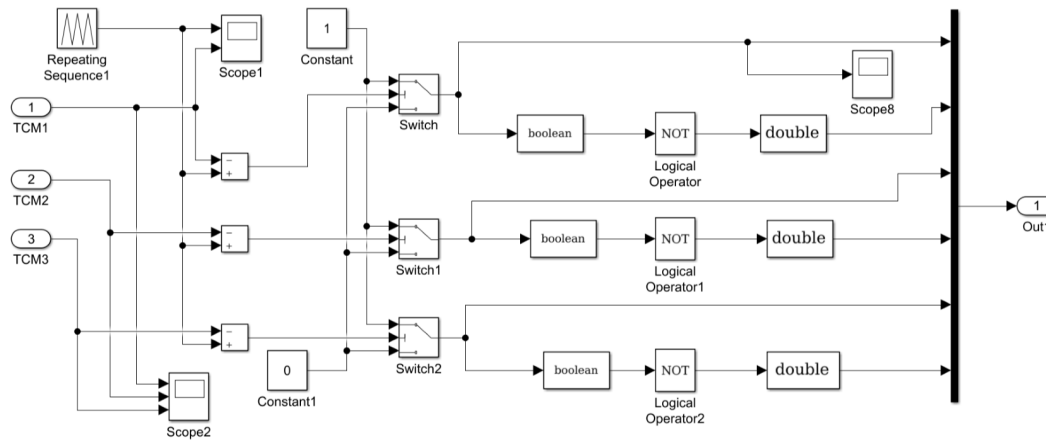 Repeating
Sequence1
Scope1
1
Constant
1
TCM1
2
TCM2
3
TCM3
−
+
−
+
−
+
Switch
Switch1
Switch2
0
Constant1
Scope2
Scope8
boolean
NOT
Logical
Operator
double
boolean
NOT
Logical
Operator1
double
boolean
NOT
Logical
Operator2
double
1
Out1